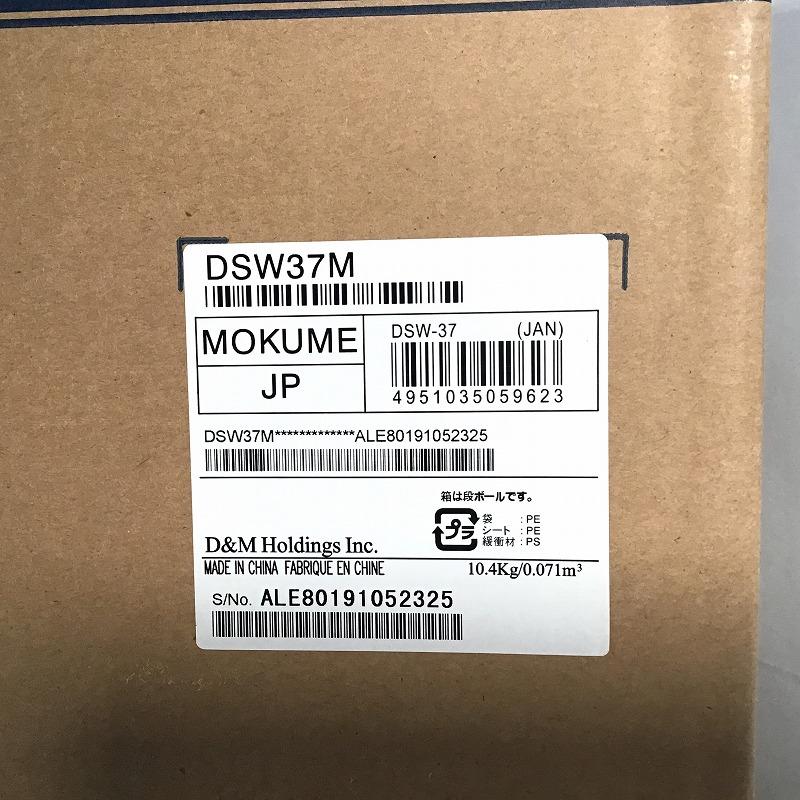 DSW37M
MOKUME
JP
DSW-37 (JAN)
4951035059623
DSW37M*************ALE80191052325
箱は段ボールです。
プラ
袋 : PE
シート : PE
緩衝材 : PS
D&M Holdings Inc.
MADE IN CHINA FABRIQUE EN CHINE
10.4Kg/0.071m³
S/No. ALE80191052325